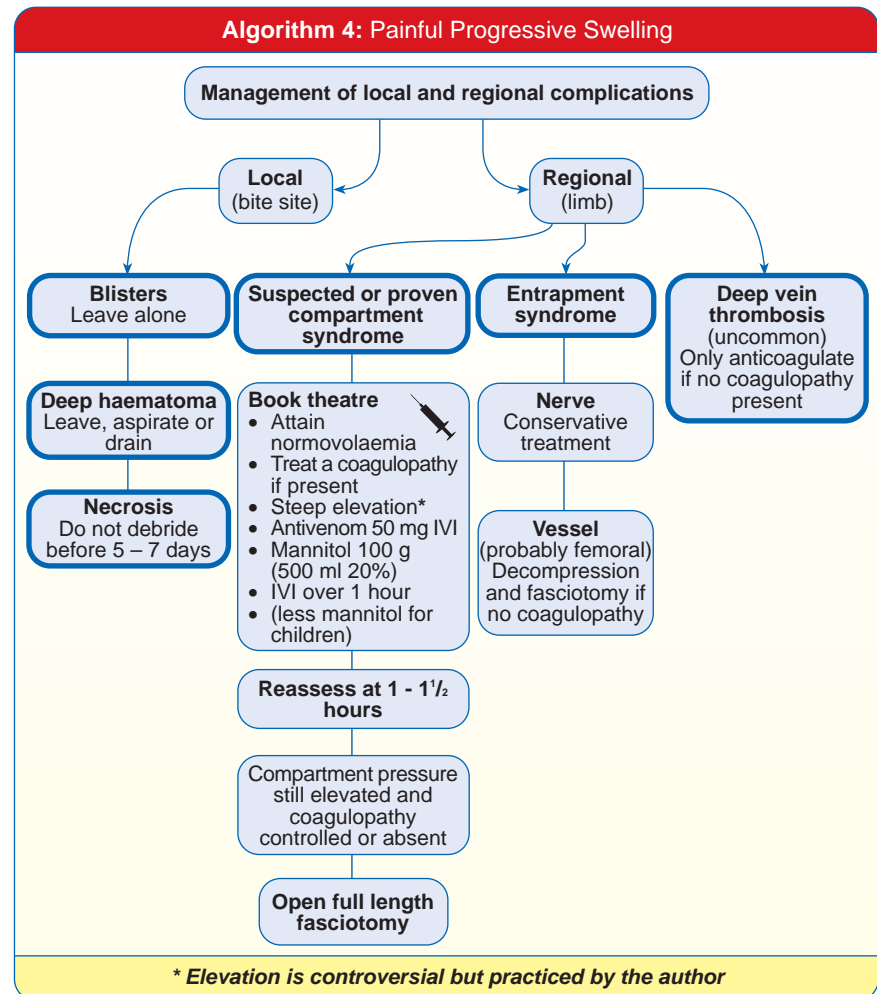 Algorithm 4: Painful Progressive Swelling
Management of local and regional complications
Local
(bite site)
Regional
(limb)
Blisters
Leave alone
Deep haematoma
Leave, aspirate or
drain
Necrosis
Do not debride
before 5 – 7 days
Suspected or proven
compartment
syndrome
Book theatre
• Attain
normovolaemia
• Treat a coagulopathy
if present
• Steep elevation*
• Antivenom 50 mg IVI
• Mannitol 100 g
(500 ml 20%)
• IVI over 1 hour
• (less mannitol for
children)
Reassess at 1 - 1 1/2
hours
Compartment pressure
still elevated and
coagulopathy
controlled or absent
Open full length
fasciotomy
Entrapment
syndrome
Nerve
Conservative
treatment
Vessel
(probably femoral)
Decompression
and fasciotomy if
no coagulopathy
Deep vein
thrombosis
(uncommon)
Only anticoagulate
if no coagulopathy
present
* Elevation is controversial but practiced by the author